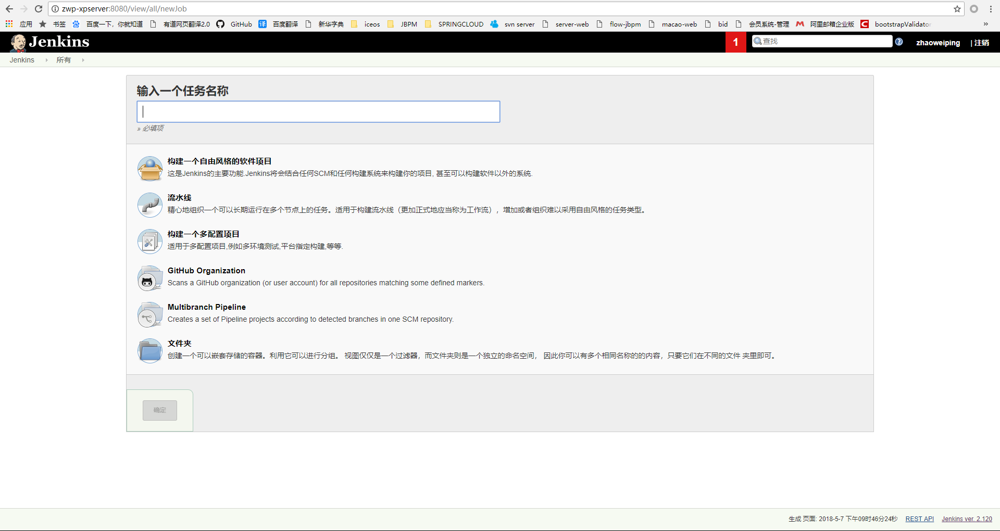 zwp-xpserver:8080/view/all/newJob
应用 书签 百度一下，你就知道 有道网页翻译2.0 GitHub 译 百度翻译 新华字典 iceos JBPM SPRINGCLOUD svn server server-web flow-jbpm macao-web bid 会员系统-管理 阿里邮箱企业版 C bootstrapValidator »
Jenkins 1 查找 ? zhaoweiping | 注销
Jenkins 所有
输入一个任务名称
» 必填项
构建一个自由风格的软件项目
这是Jenkins的主要功能.Jenkins将会结合任何SCM和任何构建系统来构建你的项目, 甚至可以构建软件以外的系统.
流水线
精心地组织一个可以长期运行在多个节点上的任务。适用于构建流水线（更加正式地应当称为工作流），增加或者组织难以采用自由风格的任务类型。
构建一个多配置项目
适用于多配置项目,例如多环境测试,平台指定构建,等等.
GitHub Organization
Scans a GitHub organization (or user account) for all repositories matching some defined markers.
Multibranch Pipeline
Creates a set of Pipeline projects according to detected branches in one SCM repository.
文件夹
创建一个可以嵌套存储的容器。利用它可以进行分组。 视图仅仅是一个过滤器，而文件夹则是一个独立的命名空间， 因此你可以有多个相同名称的的内容，只要它们在不同的文件 夹里即可。
确定
生成 页面: 2018-5-7 下午09时46分24秒 REST API Jenkins ver. 2.120